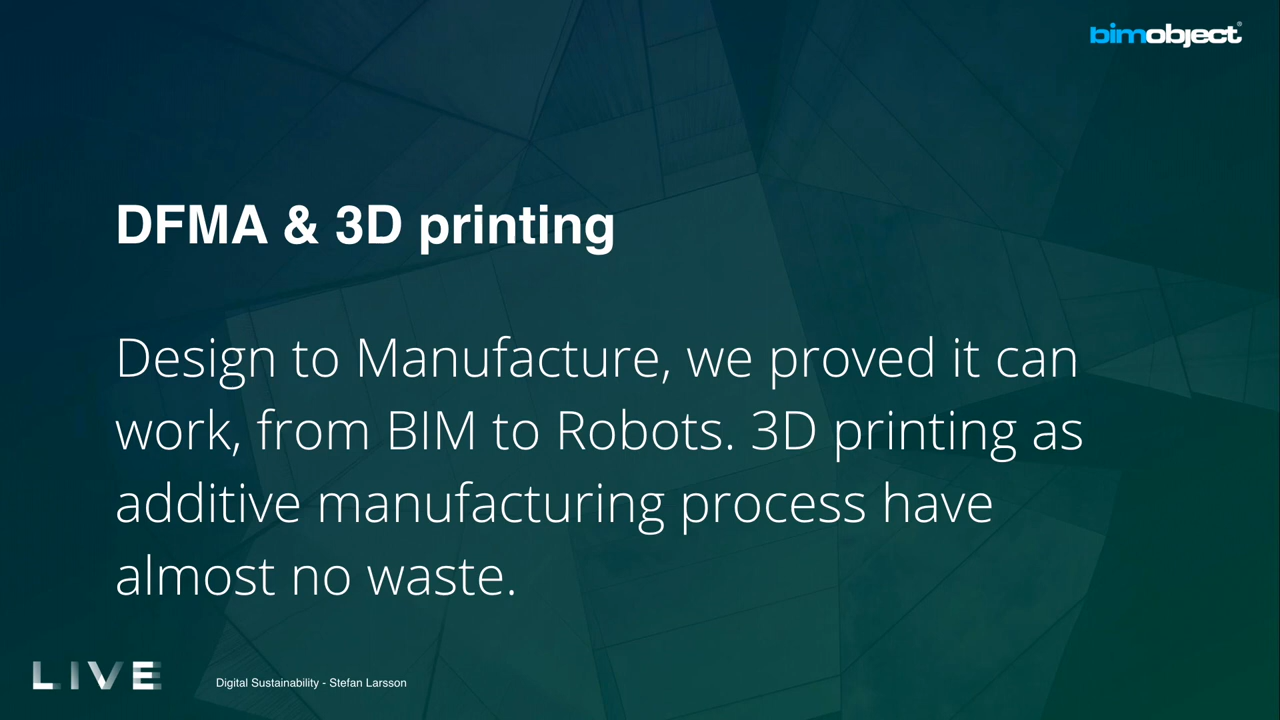 bimobject®
DFMA & 3D printing
Design to Manufacture, we proved it can
work, from BIM to Robots. 3D printing as
additive manufacturing process have
almost no waste.
LIVE
Digital Sustainability - Stefan Larsson